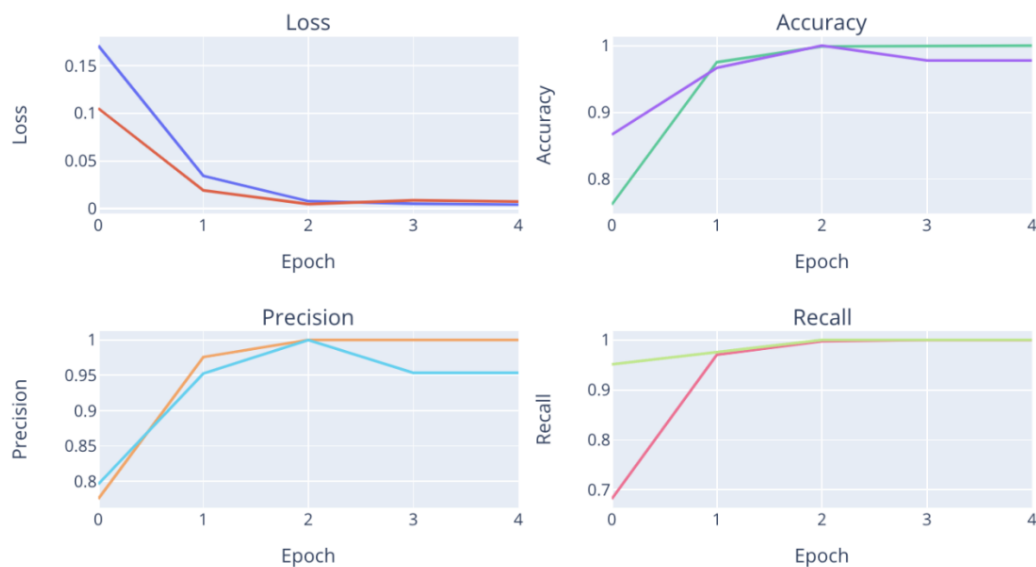 Loss
Loss
0.15
0.1
0.05
0
0 1 2 3 4
Epoch
Accuracy
Accuracy
1
0.9
0.8
0 1 2 3 4
Epoch
Precision
Precision
1
0.95
0.9
0.85
0.8
0 1 2 3 4
Epoch
Recall
Recall
1
0.9
0.8
0.7
0 1 2 3 4
Epoch